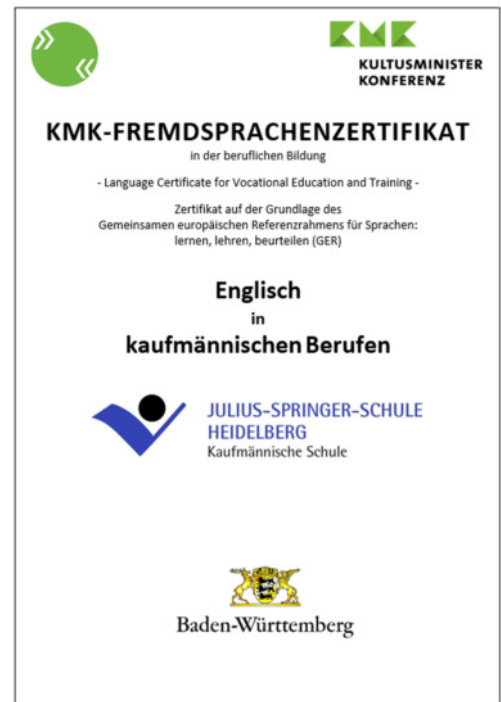 KMK
KULTUSMINISTER
KONFERENZ
KMK-FREMDSPRACHENZERTIFIKAT
in der beruflichen Bildung
- Language Certificate for Vocational Education and Training -
Zertifikat auf der Grundlage des
Gemeinsamen europäischen Referenzrahmens für Sprachen:
lernen, lehren, beurteilen (GER)
Englisch
in
kaufmännischen Berufen
JULIUS-SPRINGER-SCHULE
HEIDELBERG
Kaufmännische Schule
Baden-Württemberg